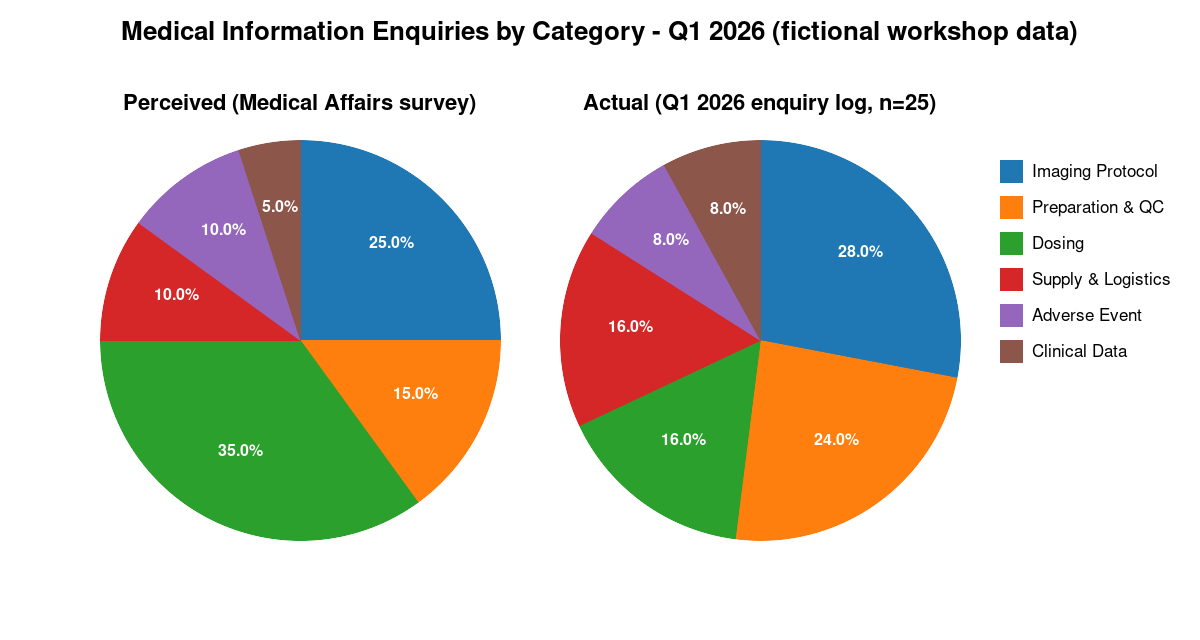 Medical Information Enquiries by Category - Q1 2026 (fictional workshop data)
Perceived (Medical Affairs survey)
5.0%
10.0%
25.0%
10.0%
15.0%
35.0%
Actual (Q1 2026 enquiry log, n=25)
8.0%
8.0%
28.0%
16.0%
16.0%
24.0%
Imaging Protocol
Preparation & QC
Dosing
Supply & Logistics
Adverse Event
Clinical Data